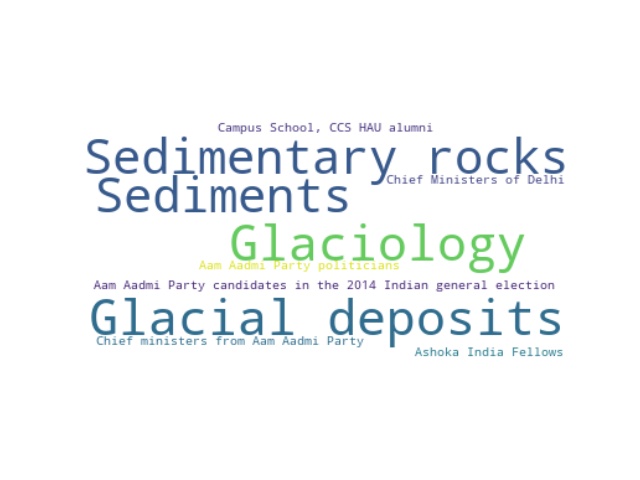 Campus School, CCS HAU alumni
Sedimentary rocks
Chief Ministers of Delhi
Sediments
Glaciology
Aam Aadmi Party politicians
Aam Aadmi Party candidates in the 2014 Indian general election
Glacial deposits
Chief ministers from Aam Aadmi Party
Ashoka India Fellows